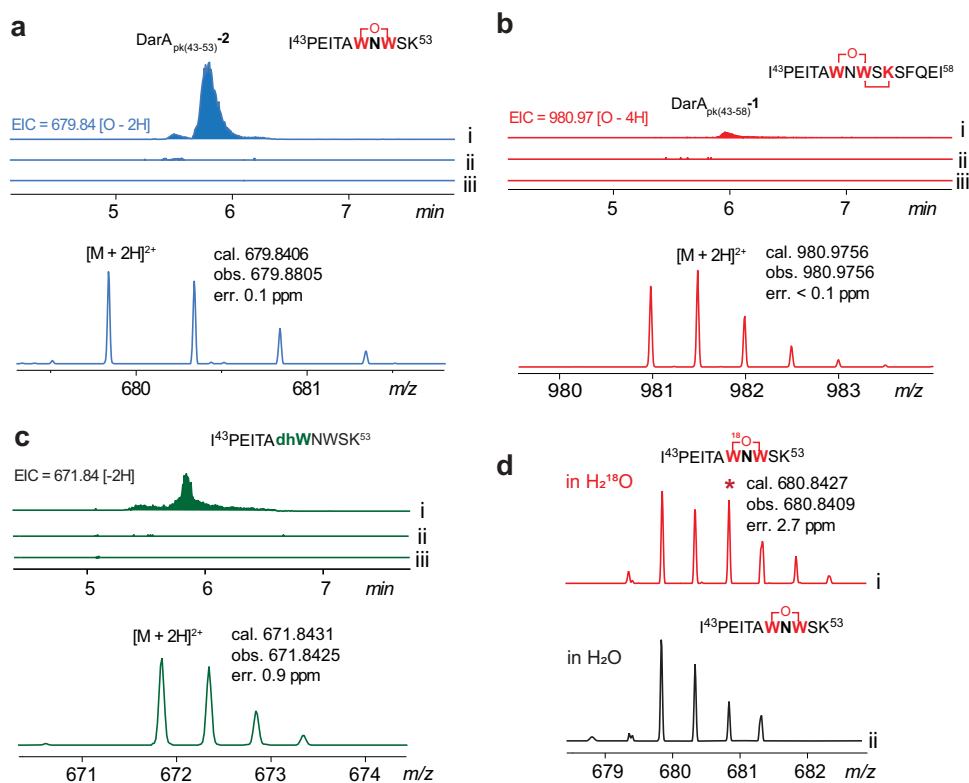 a
DarA pk(43-53)-2
O
I⁴³PEITAWNWSK⁵³
EIC = 679.84 [O - 2H]
i
ii
iii
5 6 7 min
[M + 2H]²⁺
cal. 679.8406
obs. 679.8805
err. 0.1 ppm
680 681 m/z
b
O
I⁴³PEITAWNWSKSFQEI⁵⁸
DarA pk(43-58)-1
EIC = 980.97 [O - 4H]
i
ii
iii
5 6 7 min
[M + 2H]²⁺
cal. 980.9756
obs. 980.9756
err. < 0.1 ppm
980 981 982 983 m/z
c
I⁴³PEITAdhWNWSK⁵³
EIC = 671.84 [-2H]
i
ii
iii
5 6 7 min
[M + 2H]²⁺
cal. 671.8431
obs. 671.8425
err. 0.9 ppm
671 672 673 674 m/z
d
¹⁸O
I⁴³PEITAWNWSK⁵³
in H₂¹⁸O
*
cal. 680.8427
obs. 680.8409
err. 2.7 ppm
i
O
I⁴³PEITAWNWSK⁵³
in H₂O
ii
679 680 681 682 m/z